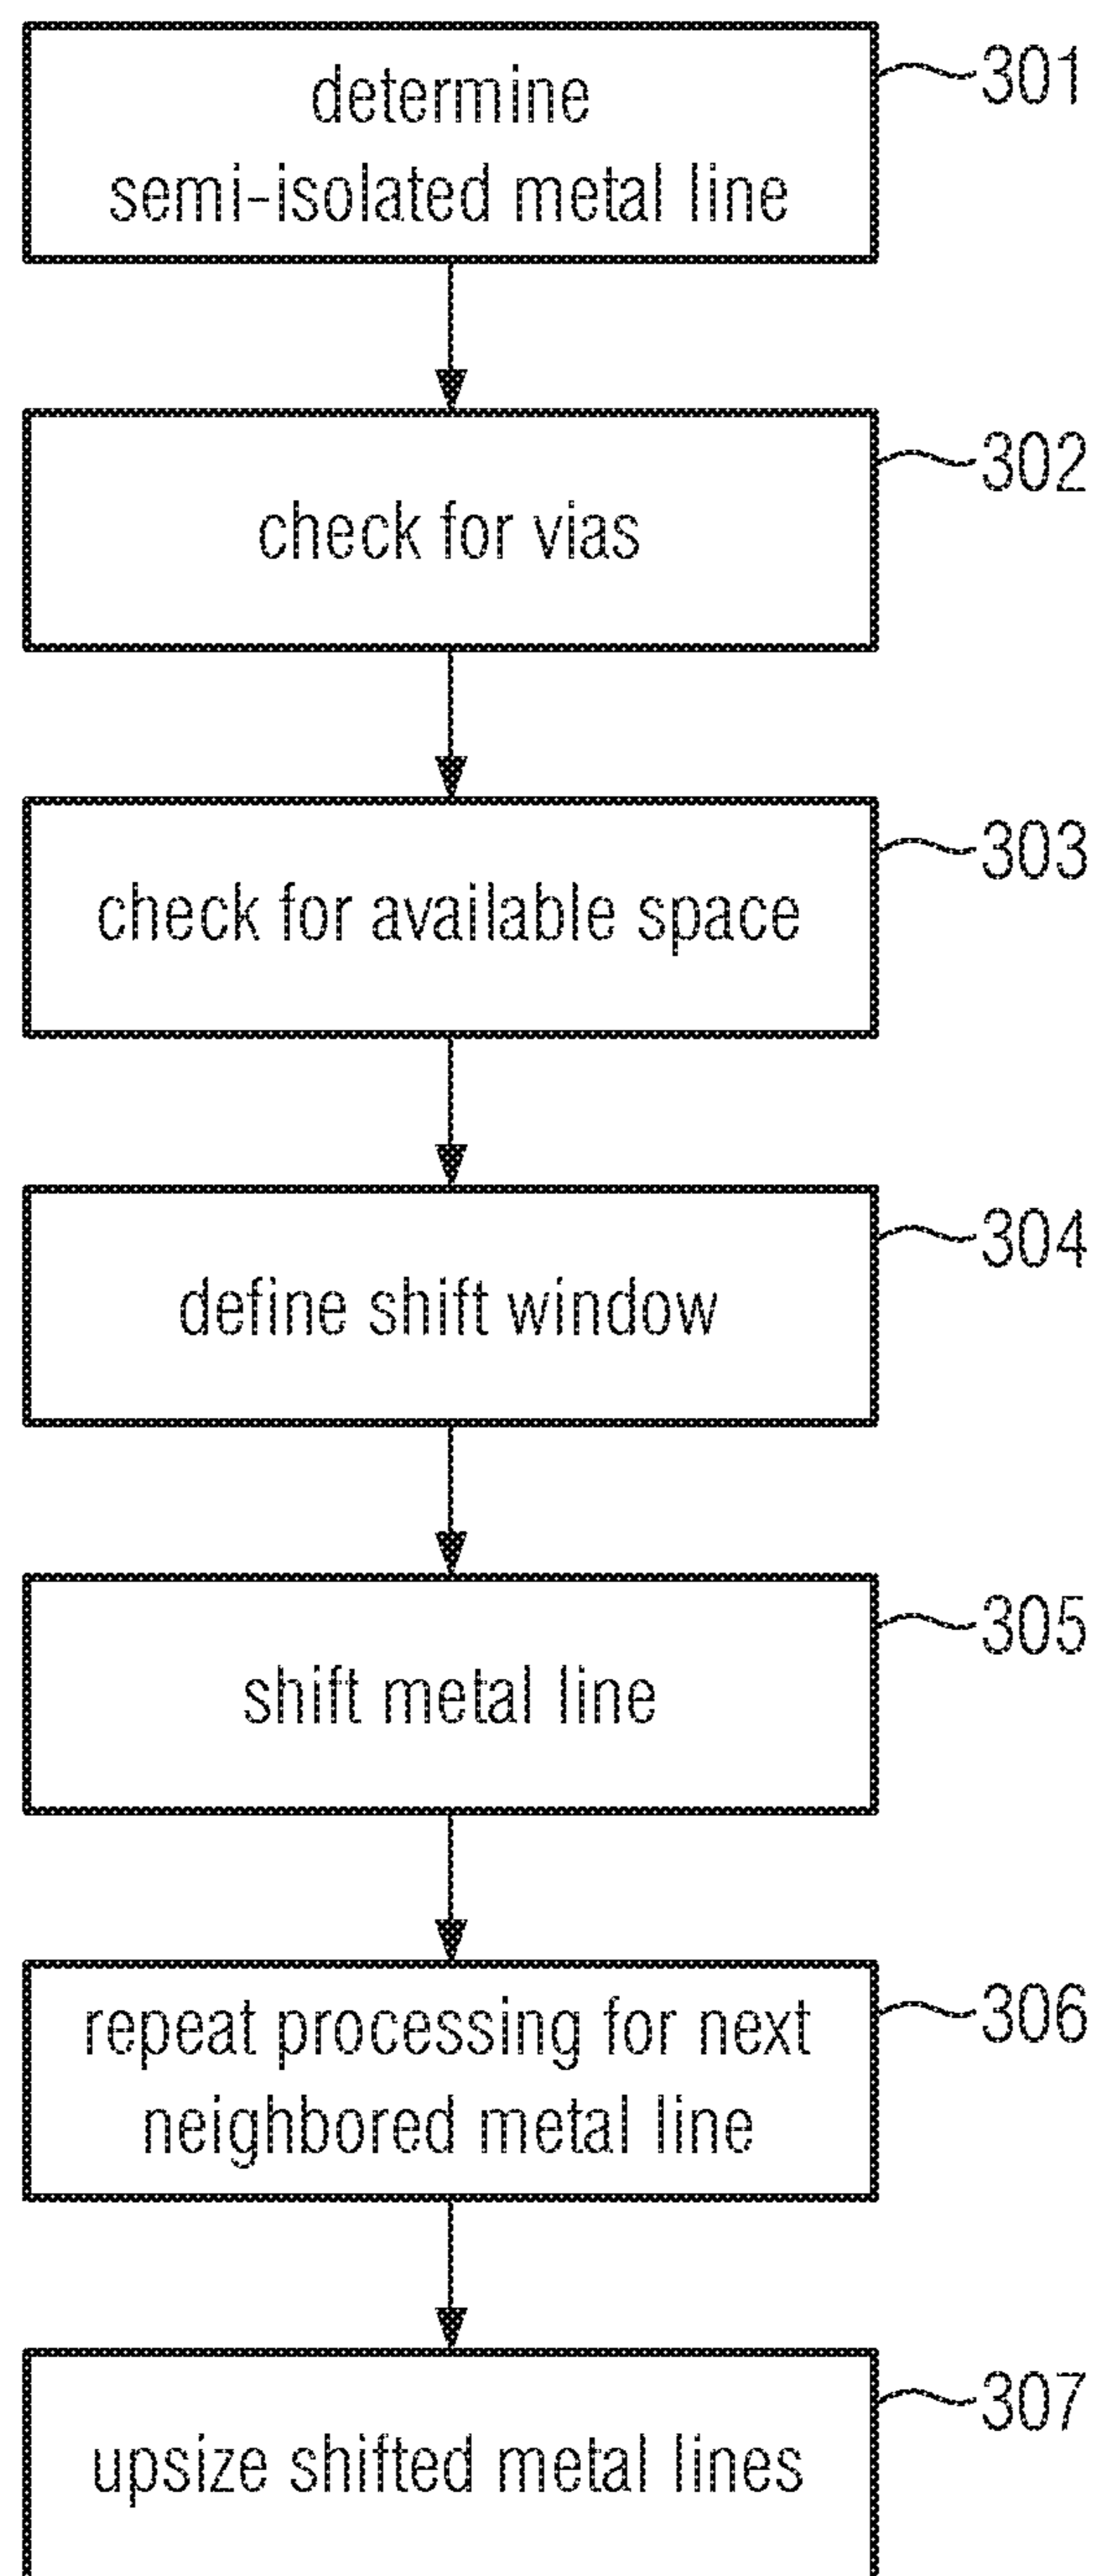 determine
semi-isolated metal line
301
check for vias
302
check for available space
303
define shift window
304
shift metal line
305
repeat processing for next
neighbored metal line
306
upsize shifted metal lines
307